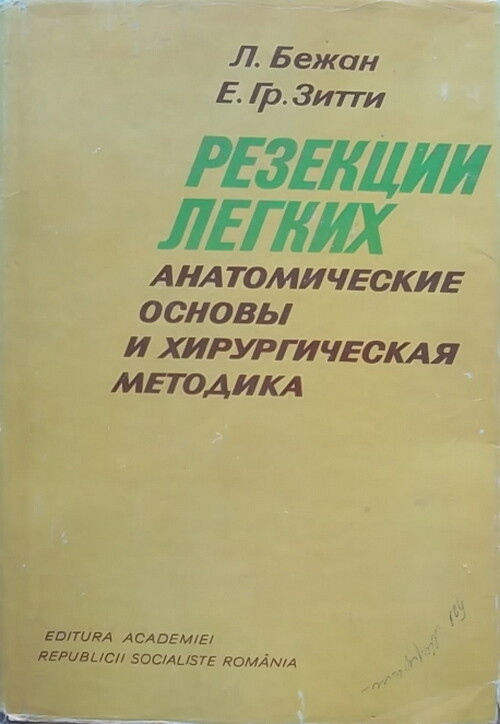 Л. Бежан
Е. Гр. Зитти
РЕЗЕКЦИИ
ЛЕГКИХ
АНАТОМИЧЕСКИЕ
ОСНОВЫ
И ХИРУРГИЧЕСКАЯ
МЕТОДИКА
EDITURA ACADEMIEI
REPUBLICII SOCIALISTE ROMÂNIA